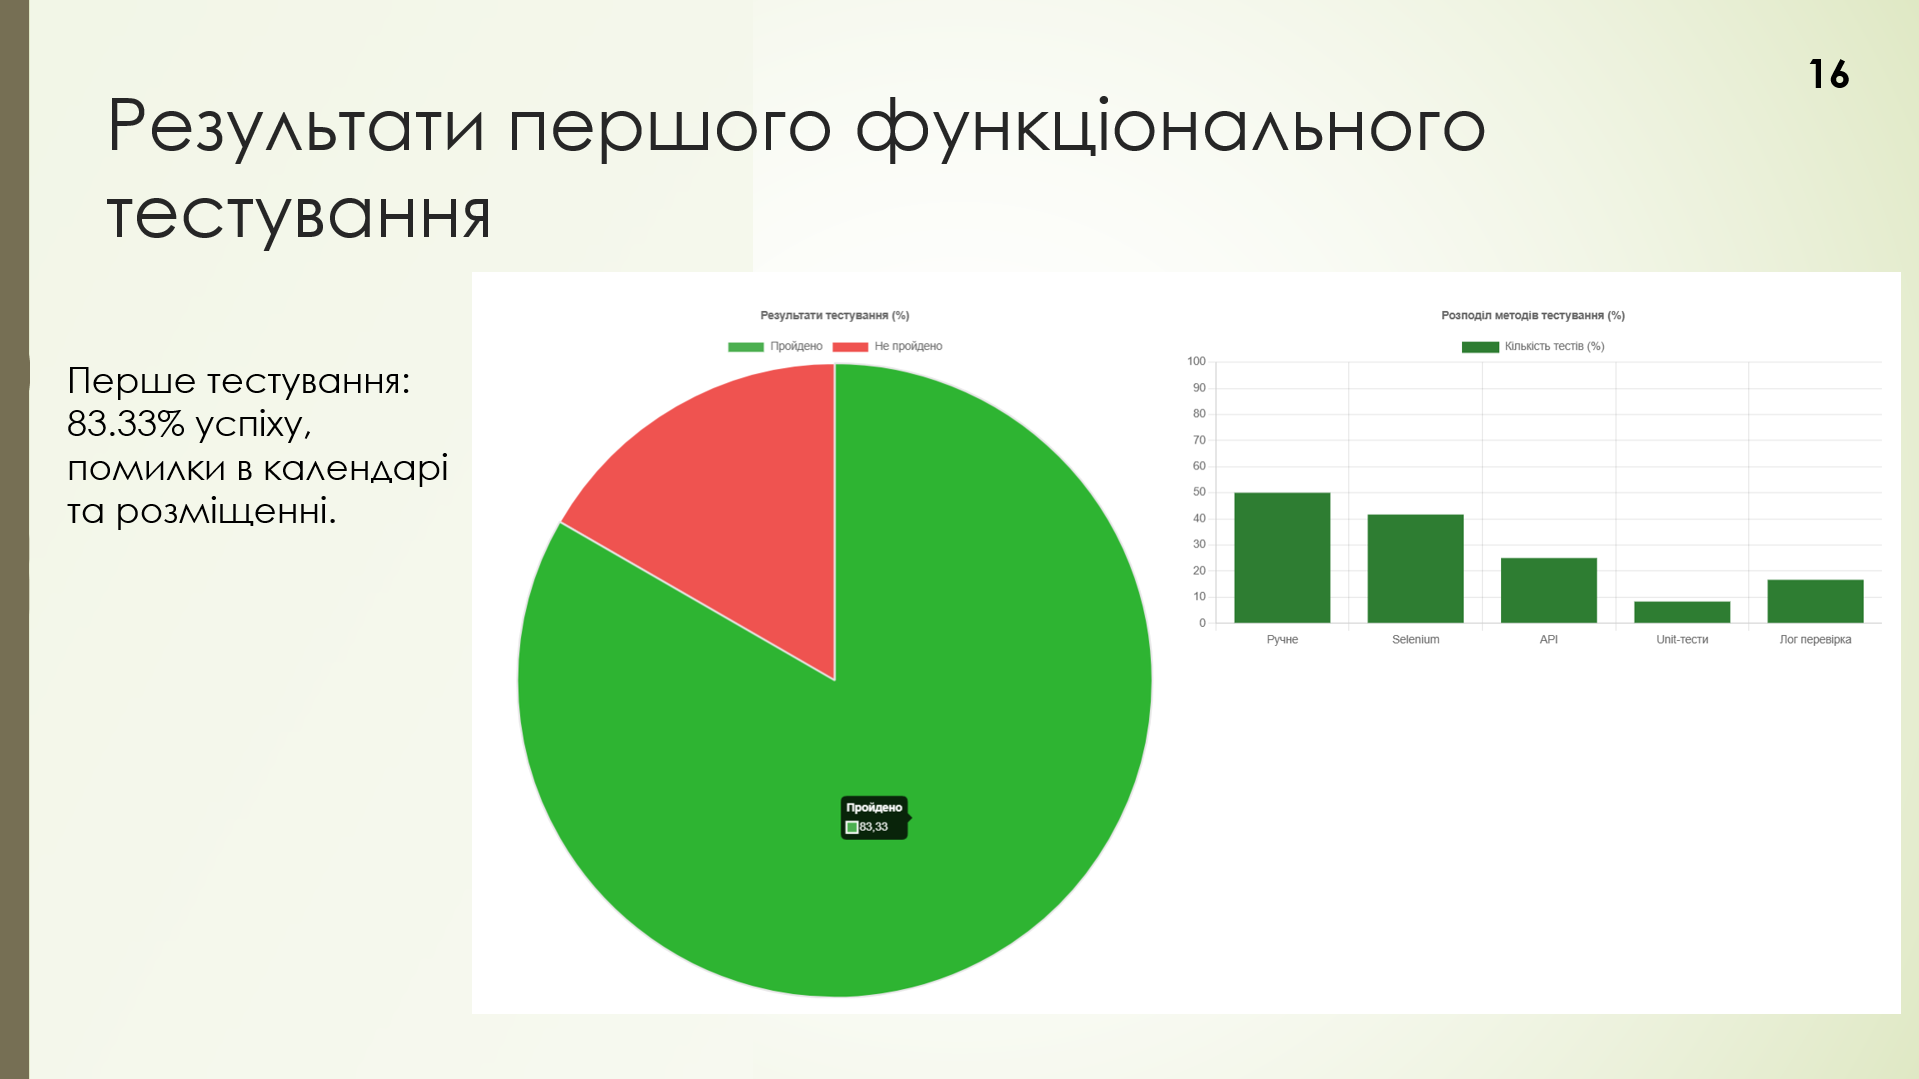 16
Результати першого функціонального
тестування
Перше тестування:
83.33% успіху,
помилки в календарі
та розміщенні.
Результати тестування (%)
Пройдено Не пройдено
Пройдено
83,33
Розподіл методів тестування (%)
Кількість тестів (%)
100
90
80
70
60
50
40
30
20
10
0
Ручне Selenium API Unit-тести Лог перевірка